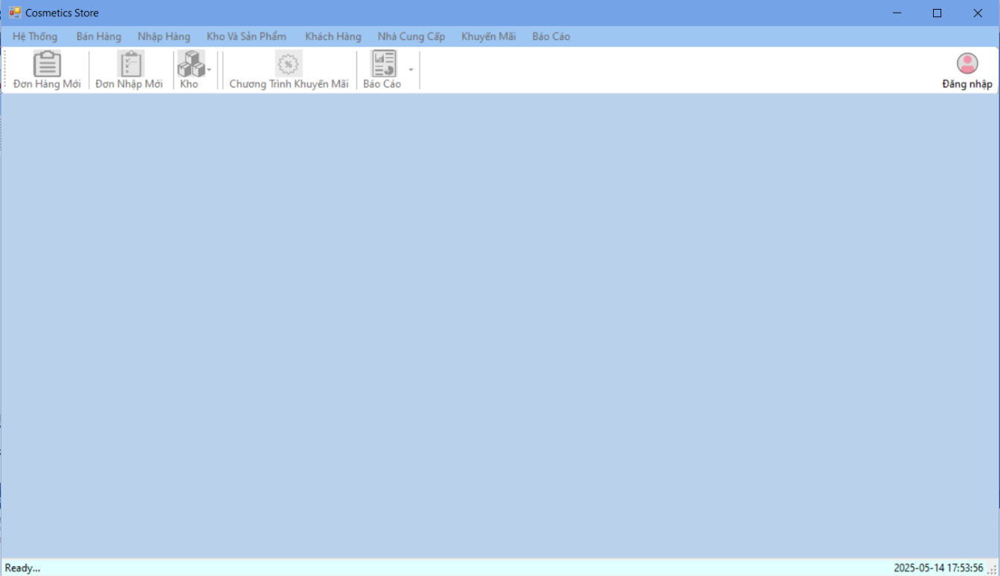 Cosmetics Store
Hệ Thống Bán Hàng Nhập Hàng Kho Và Sản Phẩm Khách Hàng Nhà Cung Cấp Khuyến Mãi Báo Cáo
Đơn Hàng Mới Đơn Nhập Mới Kho Chương Trình Khuyến Mãi Báo Cáo Đăng nhập
Ready... 2025-05-14 17:53:56